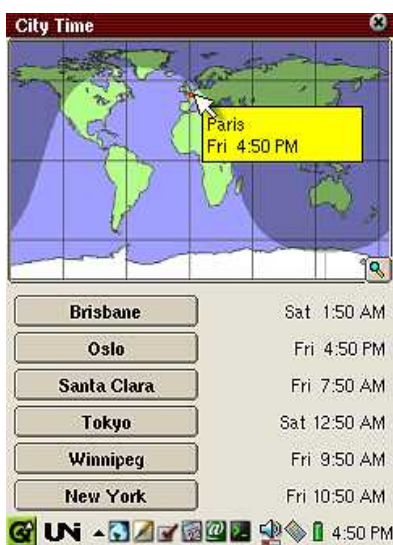 City Time
Paris
Fri 4:50 PM
Brisbane Sat 1:50 AM
Oslo Fri 4:50 PM
Santa Clara Fri 7:50 AM
Tokyo Sat 12:50 AM
Winnipeg Fri 9:50 AM
New York Fri 10:50 AM
UNi 4:50 PM